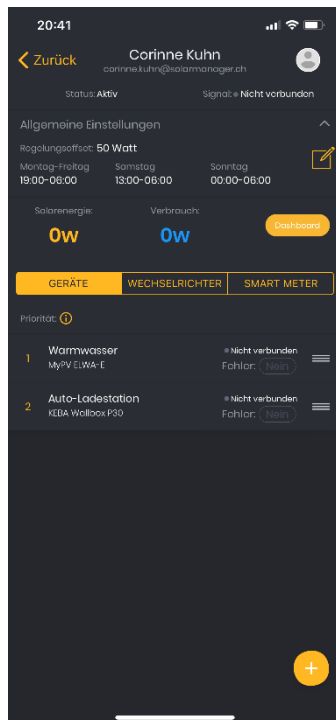 20:41
Zurück
Corinne Kuhn
corinne.kuhn@solarmanager.ch
Status: Aktiv
Signal: Nicht verbunden
Allgemeine Einstellungen
Regelungsoffset: 50 Watt
Montag-Freitag Samstag Sonntag
19:00-06:00 13:00-06:00 00:00-06:00
Solarenergie: Verbrauch:
0w 0w
Dashboard
GERÄTE WECHSELRICHTER SMART METER
Priorität:
1 Warmwasser Nicht verbunden
MyPV ELWA-E Fehler: Nein
2 Auto-Ladestation Nicht verbunden
KEBA Wallbox P30 Fehler: Nein